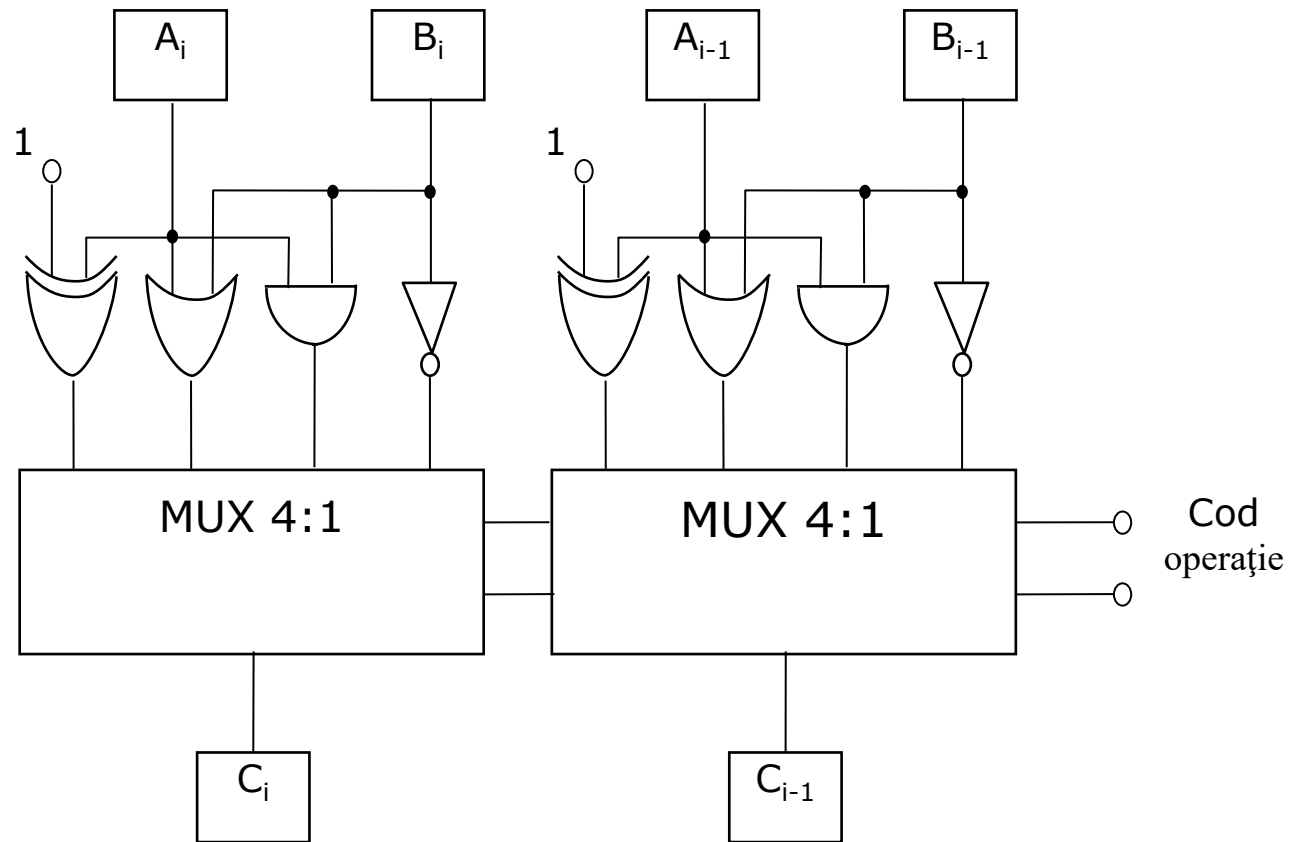 Aᵢ
Bᵢ
Aᵢ₋₁
Bᵢ₋₁
1
1
MUX 4:1
MUX 4:1
Cod
operaţie
Cᵢ
Cᵢ₋₁